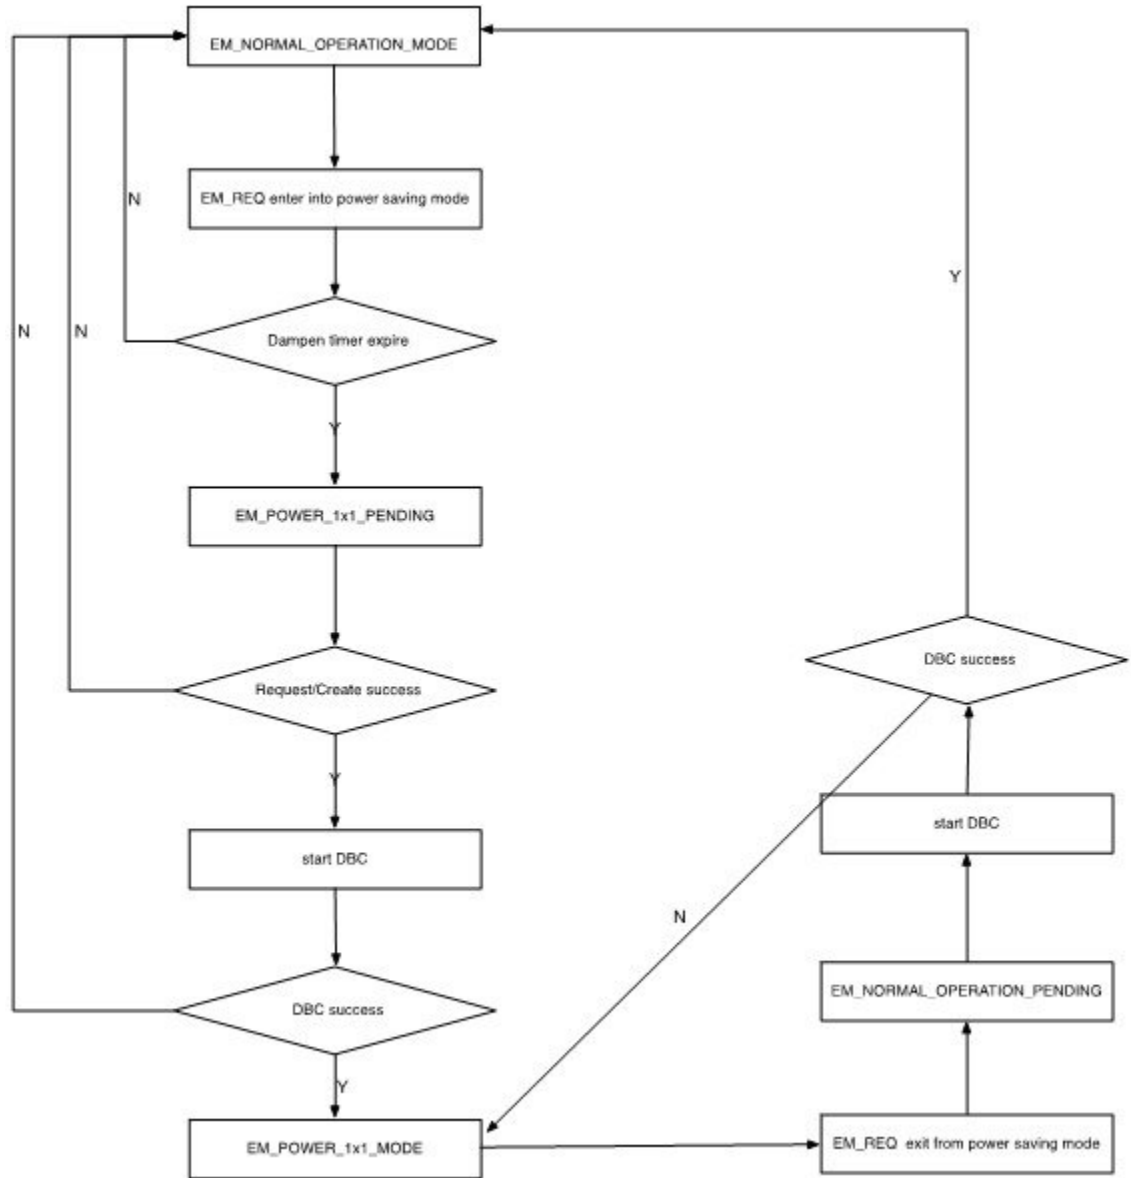 EM_NORMAL_OPERATION_MODE
EM_REQ enter into power saving mode
N
Y
N
N
Dampen timer expire
Y
EM_POWER_1x1_PENDING
DBC success
Request/Create success
Y
start DBC
start DBC
N
EM_NORMAL_OPERATION_PENDING
DBC success
Y
EM_POWER_1x1_MODE
EM_REQ exit from power saving mode